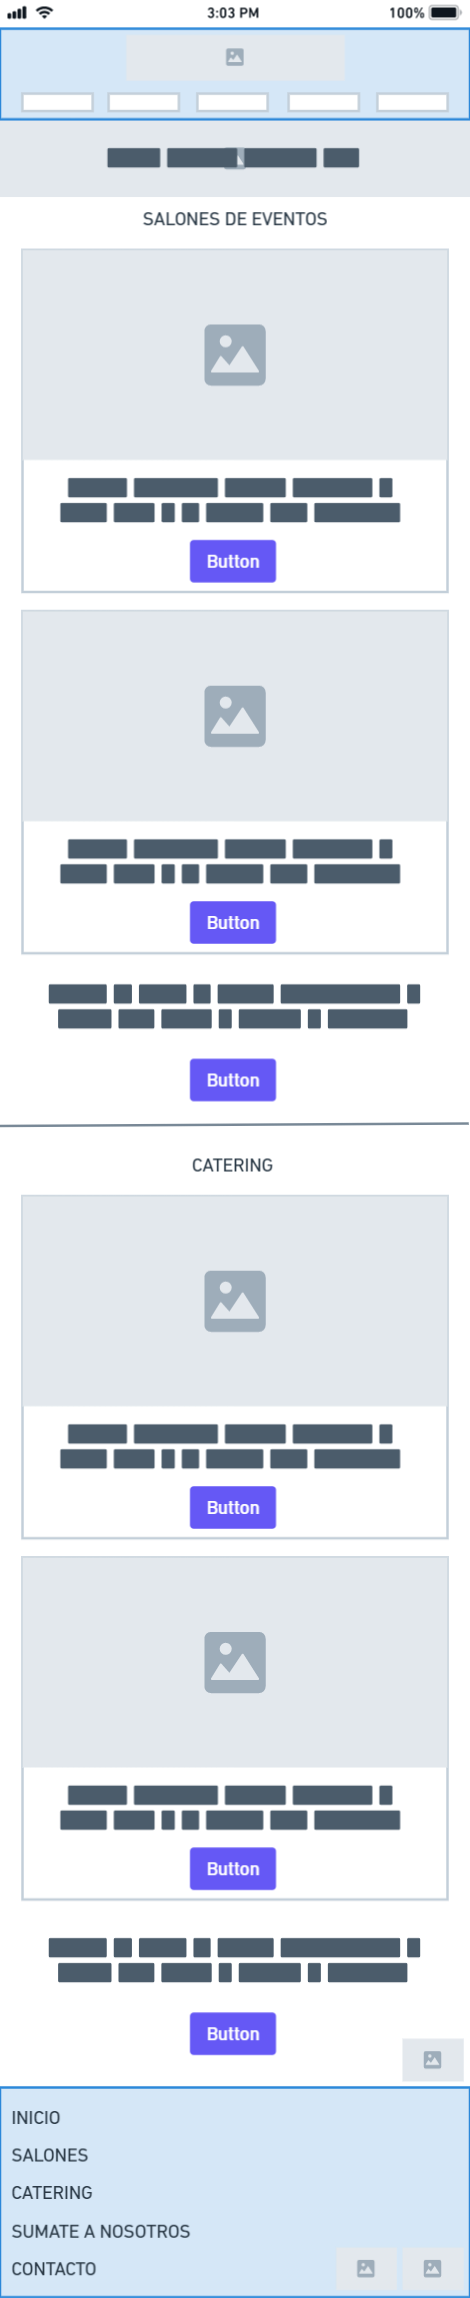 3:03 PM 100%
SALONES DE EVENTOS
Button
Button
Button
CATERING
Button
Button
Button
INICIO
SALONES
CATERING
SUMATE A NOSOTROS
CONTACTO